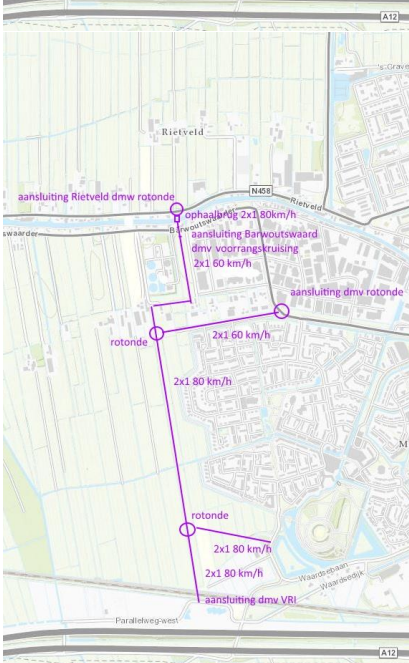 A12
's-Grave
Rietveld
N458
Rietveld
aansluiting Rietveld dmw rotonde
ophaalbrug 2x1 80km/h
Barwoutswaarder
swaarder
aansluiting Barwoutswaard
dmv voorrangskruising
2x1 60 km/h
aansluiting dmv rotonde
rotonde
2x1 60 km/h
2x1 80 km/h
M
rotonde
2x1 80 km/h
2x1 80 km/h
Waardsebaan
Waardsedijk
aansluiting dmv VRI
Parallelweg-west
A12